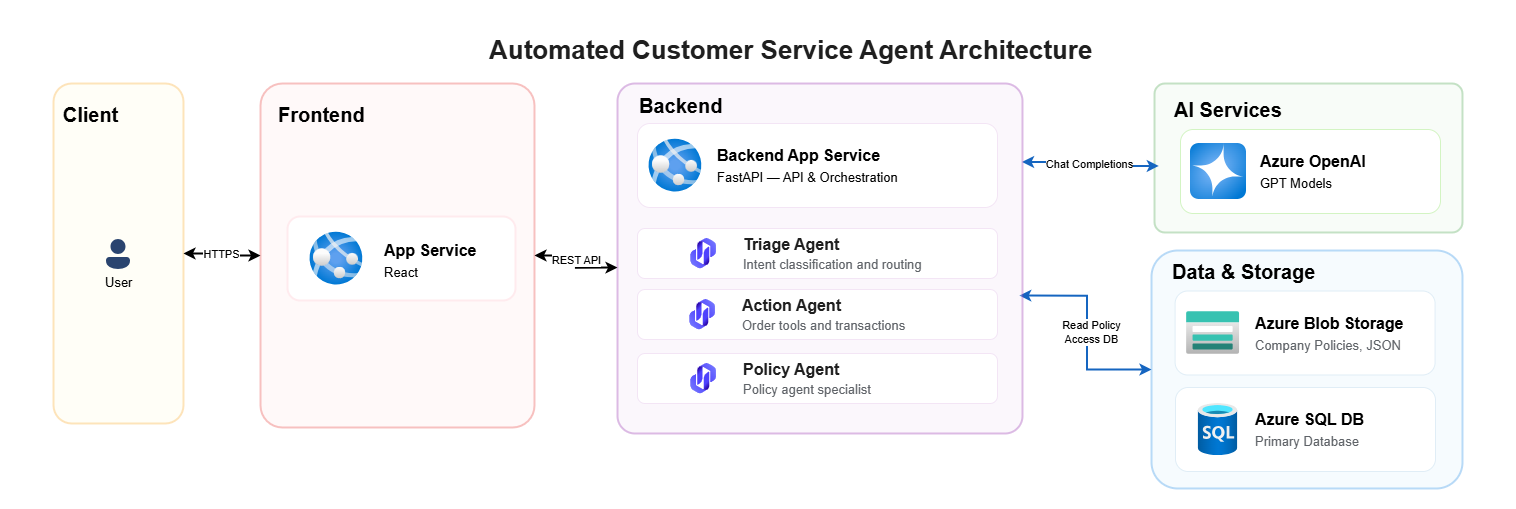 Automated Customer Service Agent Architecture
Client
User
HTTPS
Frontend
App Service
React
REST API
Backend
Backend App Service
FastAPI — API & Orchestration
Triage Agent
Intent classification and routing
Action Agent
Order tools and transactions
Policy Agent
Policy agent specialist
Chat Completions
Read Policy
Access DB
AI Services
Azure OpenAI
GPT Models
Data & Storage
Azure Blob Storage
Company Policies, JSON
SQL
Azure SQL DB
Primary Database